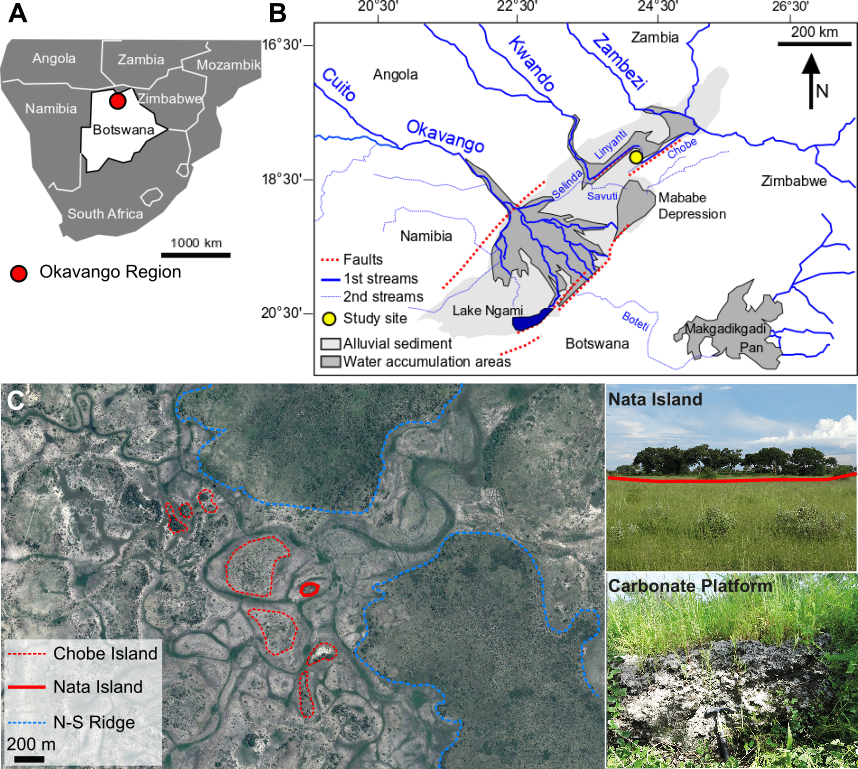 A
Angola
Zambia
Mozambik
Namibia
Zimbabwe
Botswana
South Africa
1000 km
Okavango Region
B
20°30'
22°30'
24°30'
26°30'
16°30'
18°30'
20°30'
200 km
N
Zambia
Angola
Kwando
Zambezi
Cuito
Okavango
Linyanti
Chobe
Selinda
Savuti
Zimbabwe
Mababe
Depression
Namibia
Faults
1st streams
2nd streams
Study site
Alluvial sediment
Water accumulation areas
Lake Ngami
Botswana
Boteti
Makgadikgadi
Pan
C
Chobe Island
Nata Island
N-S Ridge
200 m
Nata Island
Carbonate Platform